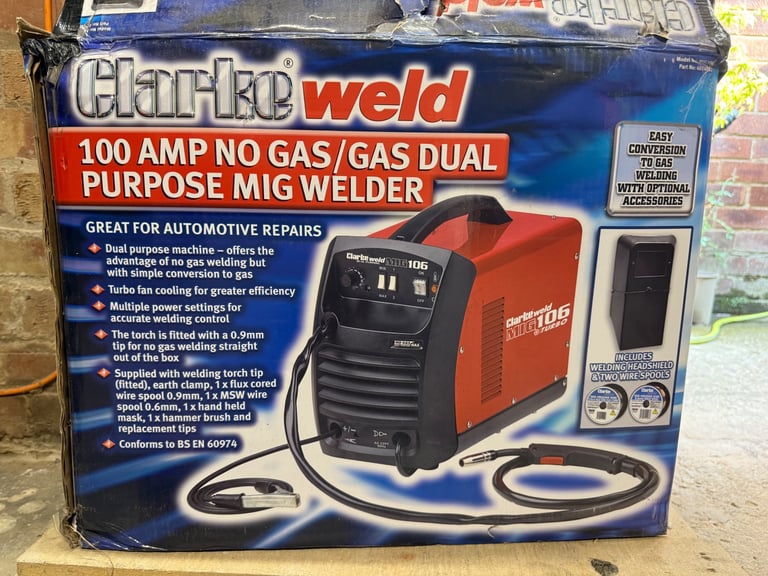 Clarke® weld
100 AMP NO GAS/GAS DUAL
PURPOSE MIG WELDER
GREAT FOR AUTOMOTIVE REPAIRS
Dual purpose machine – offers the
advantage of no gas welding but
with simple conversion to gas
Turbo fan cooling for greater efficiency
Multiple power settings for
accurate welding control
The torch is fitted with a 0.9mm
tip for no gas welding straight
out of the box
Supplied with welding torch tip
(fitted), earth clamp, 1 x flux cored
wire spool 0.9mm, 1 x MSW wire
spool 0.6mm, 1 x hand held
mask, 1 x hammer brush and
replacement tips
Conforms to BS EN 60974
EASY
CONVERSION
TO GAS
WELDING
WITH OPTIONAL
ACCESSORIES
Clarke weld
MIG 106
Clarke weld
MIG 106
TURBO
INCLUDES
WELDING HEADSHIELD
& TWO WIRE SPOOLS